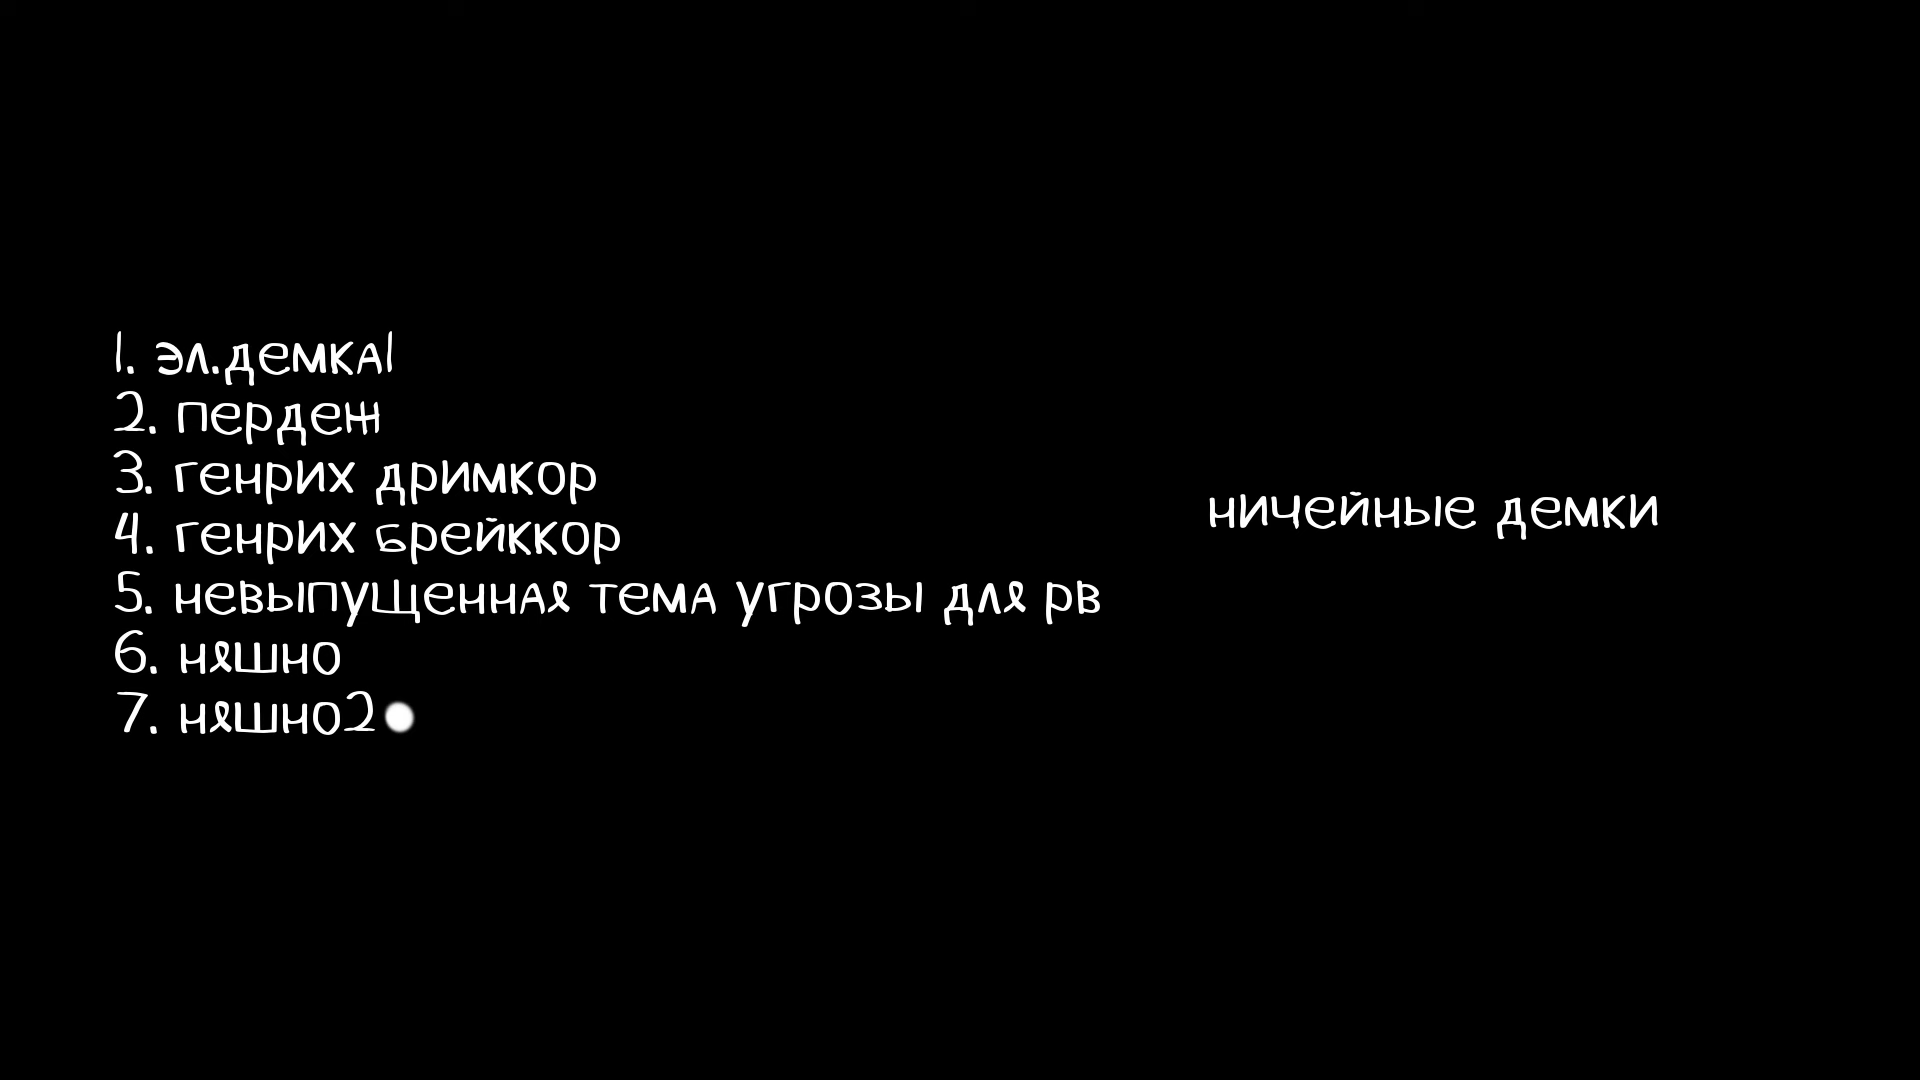 1. эл.демка1
2. пердеж
3. генрих дримкор
4. генрих брейккор
5. невыпущенная тема угрозы для рв
6. няшно
7. няшно2
ничейные демки